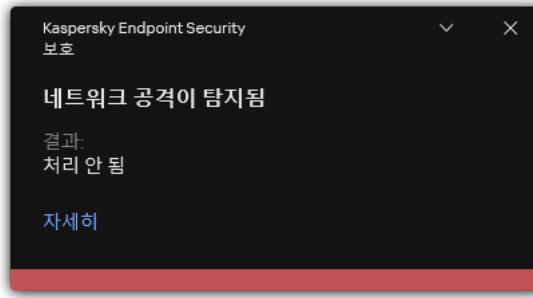 Kaspersky Endpoint Security
보호
네트워크 공격이 탐지됨
결과:
처리 안 됨
자세히